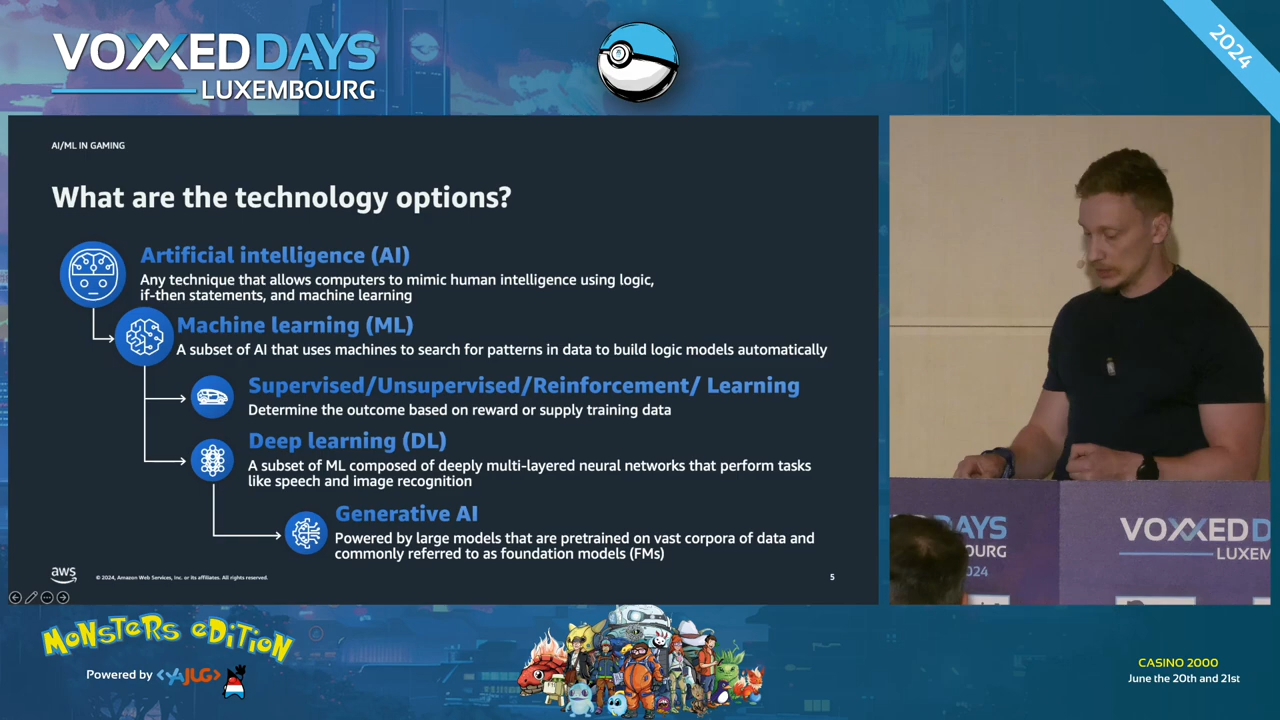 VOXXED DAYS
LUXEMBOURG
2024
AI/ML IN GAMING
What are the technology options?
Artificial intelligence (AI)
Any technique that allows computers to mimic human intelligence using logic,
if-then statements, and machine learning
Machine learning (ML)
A subset of AI that uses machines to search for patterns in data to build logic models automatically
Supervised/Unsupervised/Reinforcement/ Learning
Determine the outcome based on reward or supply training data
Deep learning (DL)
A subset of ML composed of deeply multi-layered neural networks that perform tasks
like speech and image recognition
Generative AI
Powered by large models that are pretrained on vast corpora of data and
commonly referred to as foundation models (FMs)
aws
© 2024, Amazon Web Services, Inc. or its affiliates. All rights reserved.
5
DAYS
OURG
024
VOXXED D
LUXEM
MONSTERS EDITION
Powered by <YAJUG>
CASINO 2000
June the 20th and 21st